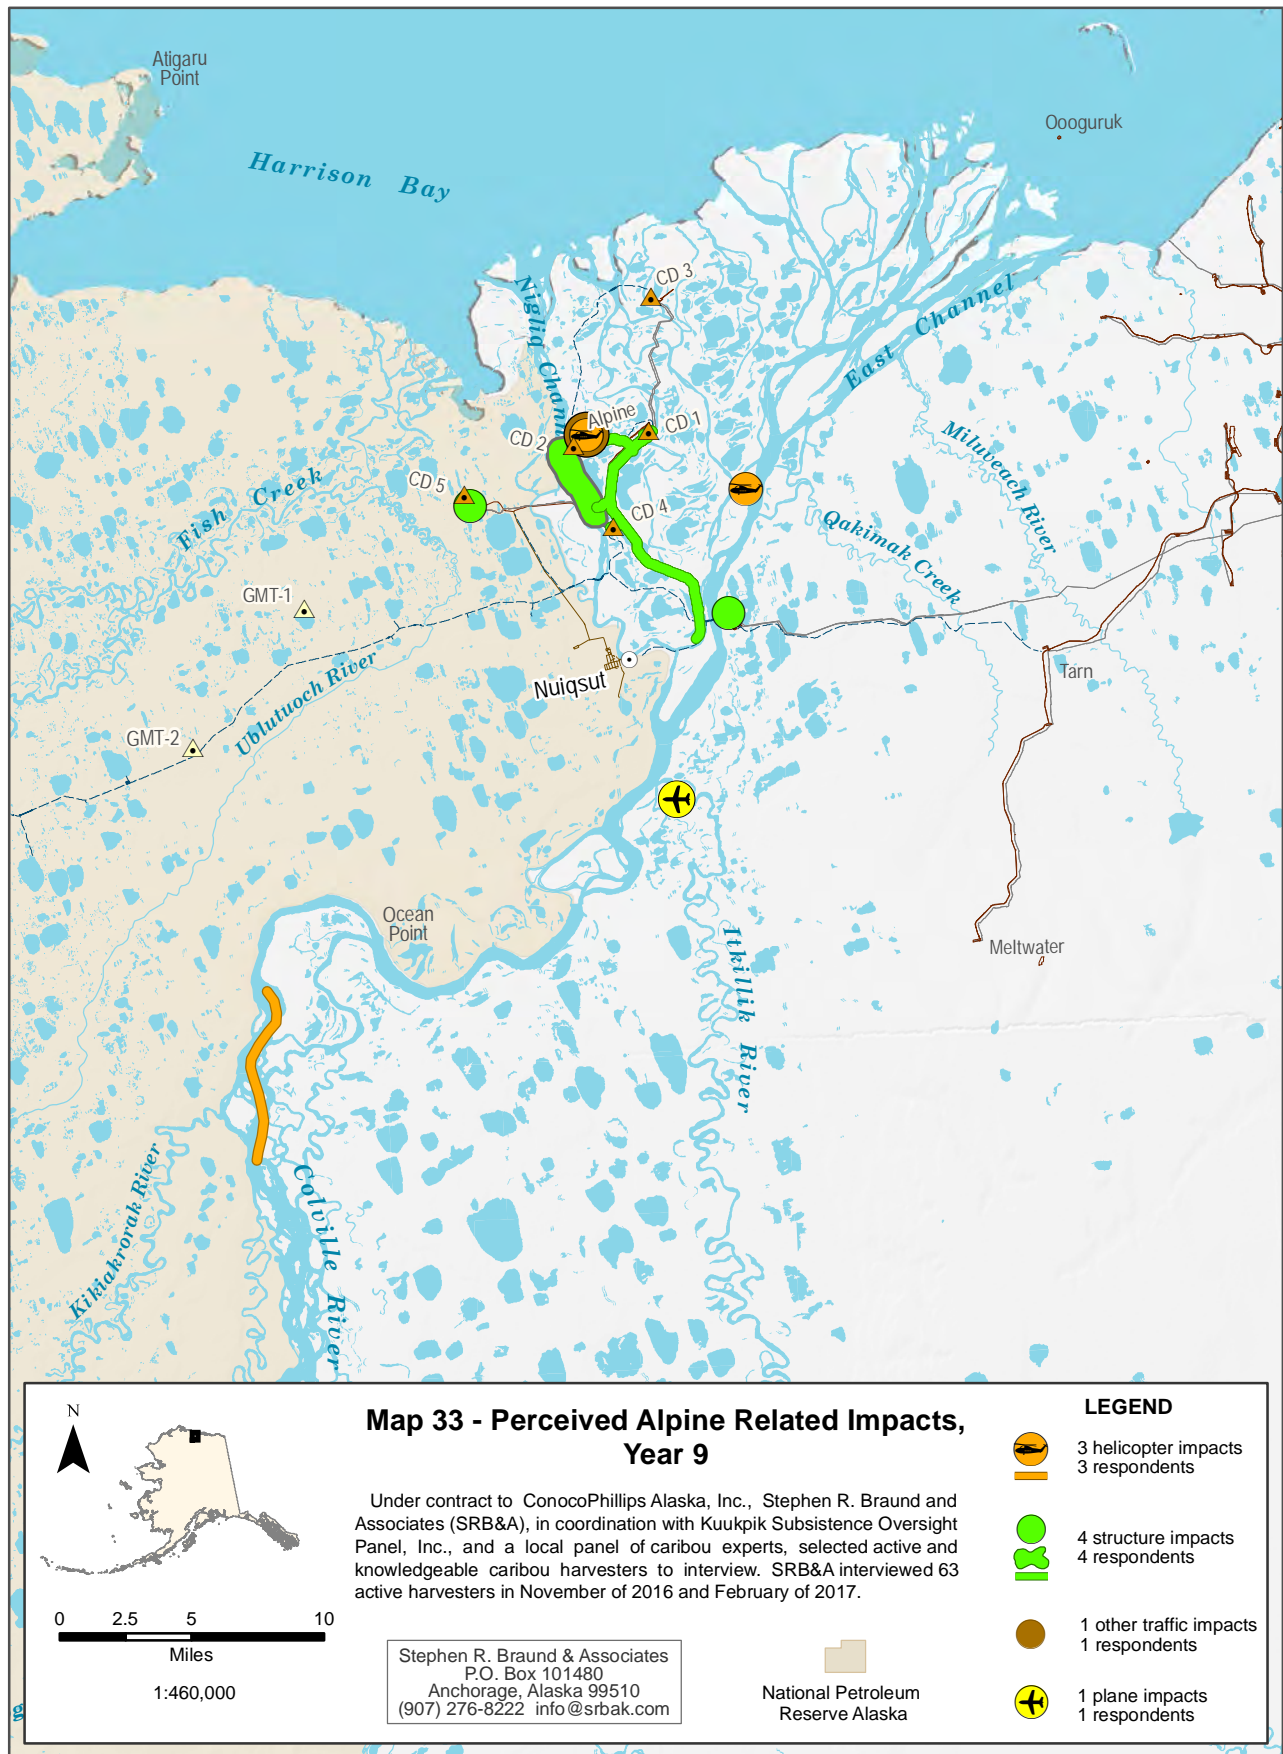 Atigaru
Point
Harrison Bay
Oooguruk
CD 3
Nigliq Chann
East Channel
Alpine
CD 1
CD 2
CD 5
CD 4
Miluveach River
Fish Creek
Qakimak Creek
GMT-1
Ublutuoch River
Nuiqsut
Tarn
GMT-2
Ocean
Point
Itkillik River
Meltwater
Kikiakrorak River
Colville River
g
N
0 2.5 5 10
Miles
1:460,000
Map 33 - Perceived Alpine Related Impacts,
Year 9
Under contract to ConocoPhillips Alaska, Inc., Stephen R. Braund and
Associates (SRB&A), in coordination with Kuukpik Subsistence Oversight
Panel, Inc., and a local panel of caribou experts, selected active and
knowledgeable caribou harvesters to interview. SRB&A interviewed 63
active harvesters in November of 2016 and February of 2017.
Stephen R. Braund & Associates
P.O. Box 101480
Anchorage, Alaska 99510
(907) 276-8222 info@srbak.com
National Petroleum
Reserve Alaska
LEGEND
3 helicopter impacts
3 respondents
4 structure impacts
4 respondents
1 other traffic impacts
1 respondents
1 plane impacts
1 respondents